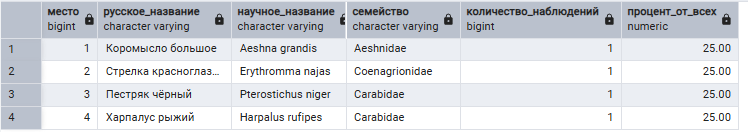 место русское_название научное_название семейство количество_наблюдений процент_от_всех
bigint character varying character varying character varying bigint numeric
1 1 Коромысло большое Aeshna grandis Aeshnidae 1 25.00
2 2 Стрелка красноглаз... Erythromma najas Coenagrionidae 1 25.00
3 3 Пестряк чёрный Pterostichus niger Carabidae 1 25.00
4 4 Харпалус рыжий Harpalus rufipes Carabidae 1 25.00